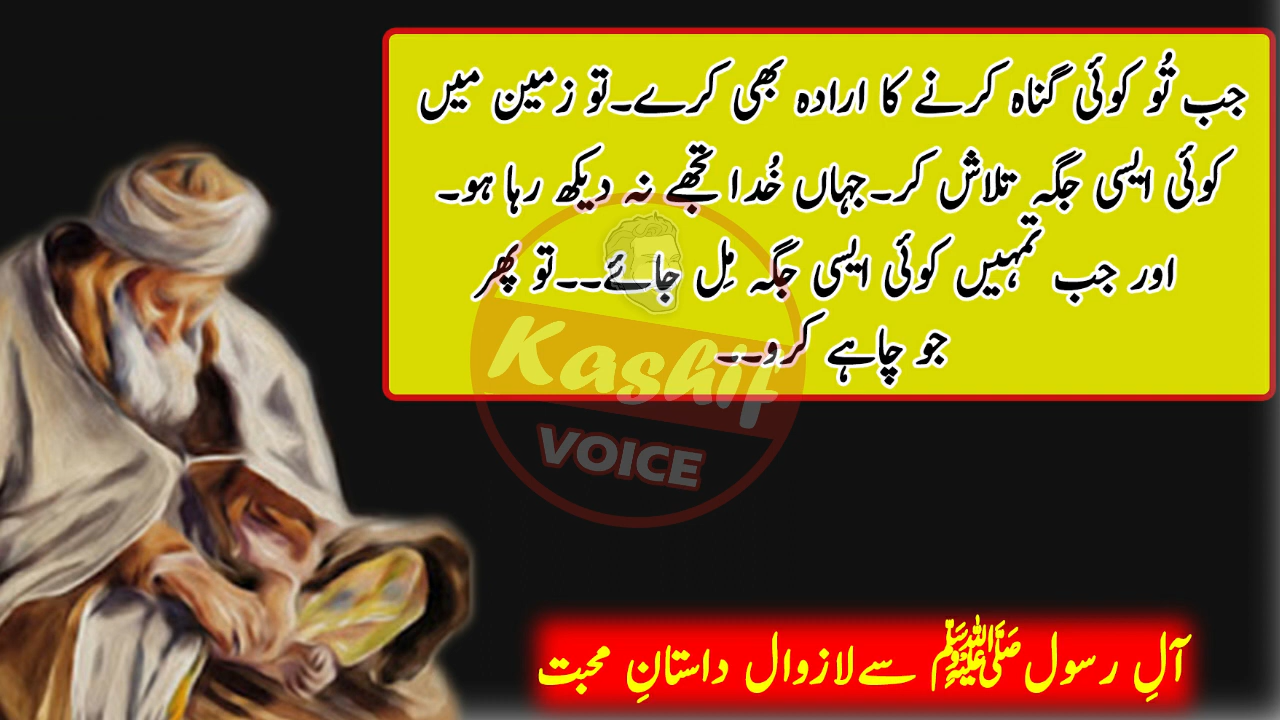 جب تُو کوئی گناہ کرنے کا ارادہ بھی کرے۔تو زمین میں
کوئی ایسی جگہ تلاش کر۔جہاں خُدا تجھے نہ دیکھ رہا ہو۔
اور جب تمہیں کوئی ایسی جگہ مِل جائے۔۔تو پھر
جو چاہے کرو۔۔
Kashif
VOICE
آلِ رسولﷺ سے لازوال داستانِ محبت